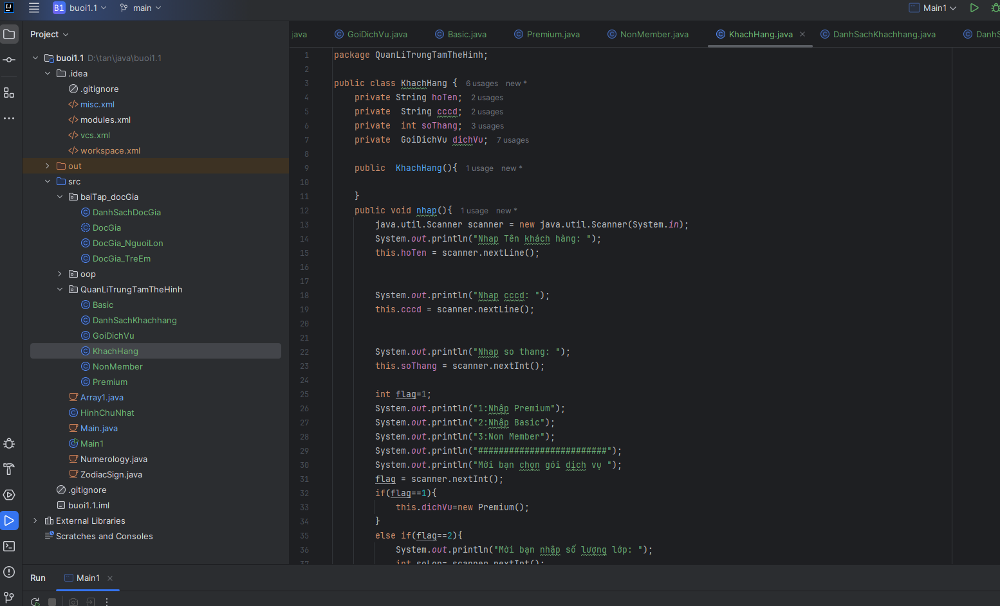 B1 buoi1.1 main Main1
Project
buoi1.1 D:\tan\java\buoi1.1
.idea
.gitignore
misc.xml
modules.xml
vcs.xml
workspace.xml
out
src
baiTap_docGia
DanhSachDocGia
DocGia
DocGia_NguoiLon
DocGia_TreEm
oop
QuanLiTrungTamTheHinh
Basic
DanhSachKhachhang
GoiDichVu
KhachHang
NonMember
Premium
Array1.java
HinhChuNhat
Main.java
Main1
Numerology.java
ZodiacSign.java
.gitignore
buoi1.1.iml
External Libraries
Scratches and Consoles
java GoiDichVu.java Basic.java Premium.java NonMember.java KhachHang.java DanhSachKhachhang.java DanhS
1 package QuanLiTrungTamTheHinh;
2
3 public class KhachHang { 6 usages new *
4 private String hoTen; 2 usages
5 private String cccd; 2 usages
6 private int soThang; 3 usages
7 private GoiDichVu dichVu; 7 usages
8
9 public KhachHang(){ 1 usage new *
10
11 }
12 public void nhap(){ 1 usage new *
13 java.util.Scanner scanner = new java.util.Scanner(System.in);
14 System.out.println("Nhap Tên khách hàng: ");
15 this.hoTen = scanner.nextLine();
16
17
18 System.out.println("Nhap cccd: ");
19 this.cccd = scanner.nextLine();
20
21
22 System.out.println("Nhap so thang: ");
23 this.soThang = scanner.nextInt();
24
25 int flag=1;
26 System.out.println("1:Nhập Premium");
27 System.out.println("2:Nhập Basic");
28 System.out.println("3:Non Member");
29 System.out.println("#########################");
30 System.out.println("Mời bạn chọn gói dịch vụ ");
31 flag = scanner.nextInt();
32 if(flag==1){
33 this.dichVu=new Premium();
34 }
35 else if(flag==2){
36 System.out.println("Mời bạn nhập số lượng lớp: ");
37 int soLop= scanner.nextInt();
Run Main1